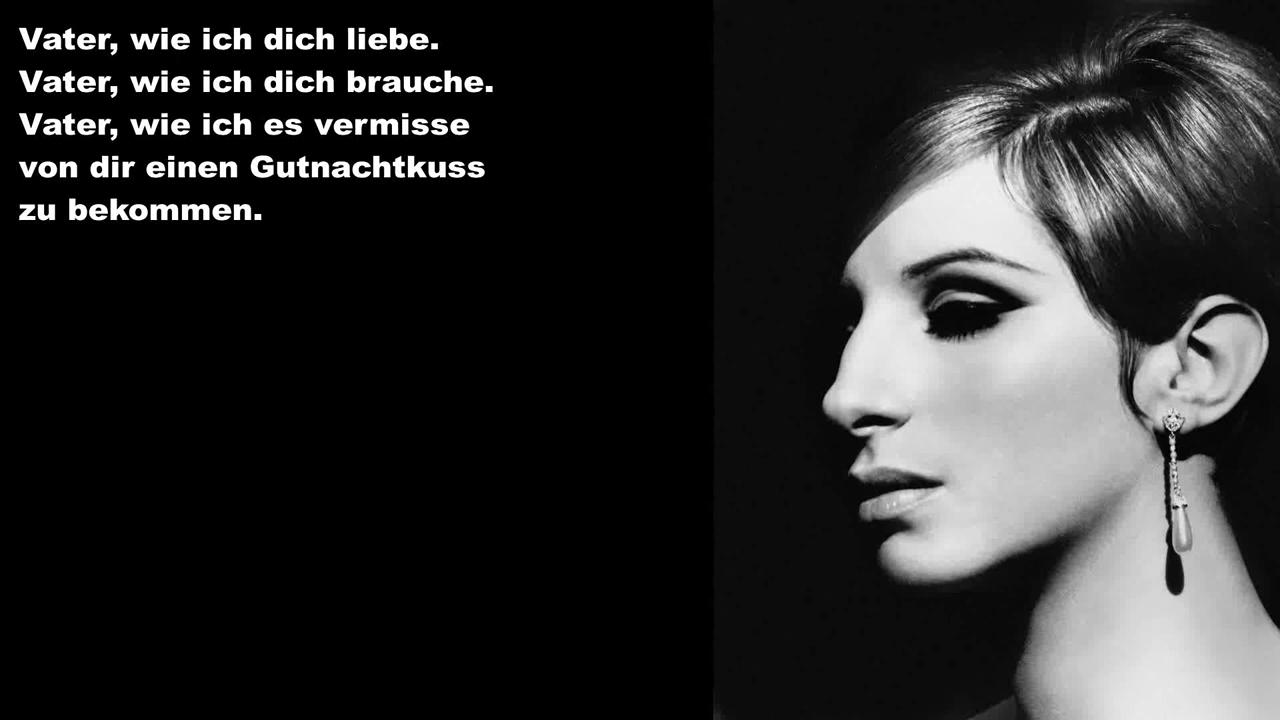 Vater, wie ich dich liebe.
Vater, wie ich dich brauche.
Vater, wie ich es vermisse
von dir einen Gutnachtkuss
zu bekommen.